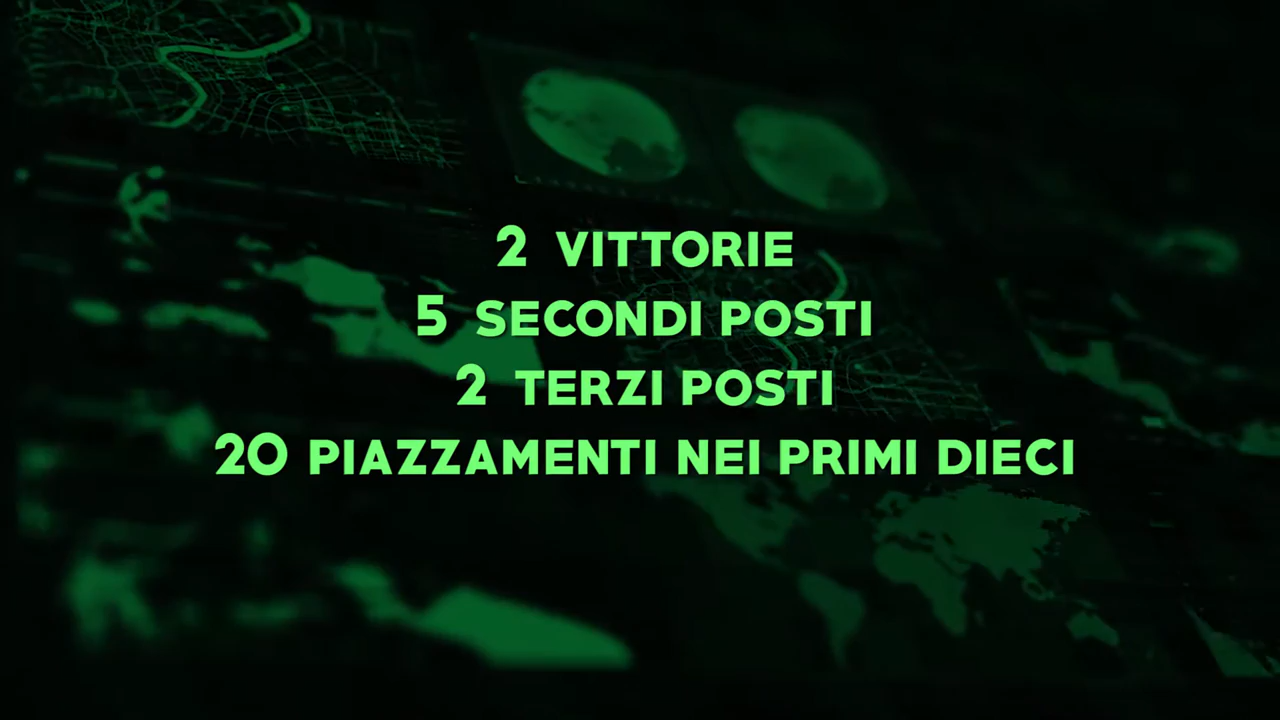 2 VITTORIE
5 SECONDI POSTI
2 TERZI POSTI
20 PIAZZAMENTI NEI PRIMI DIECI